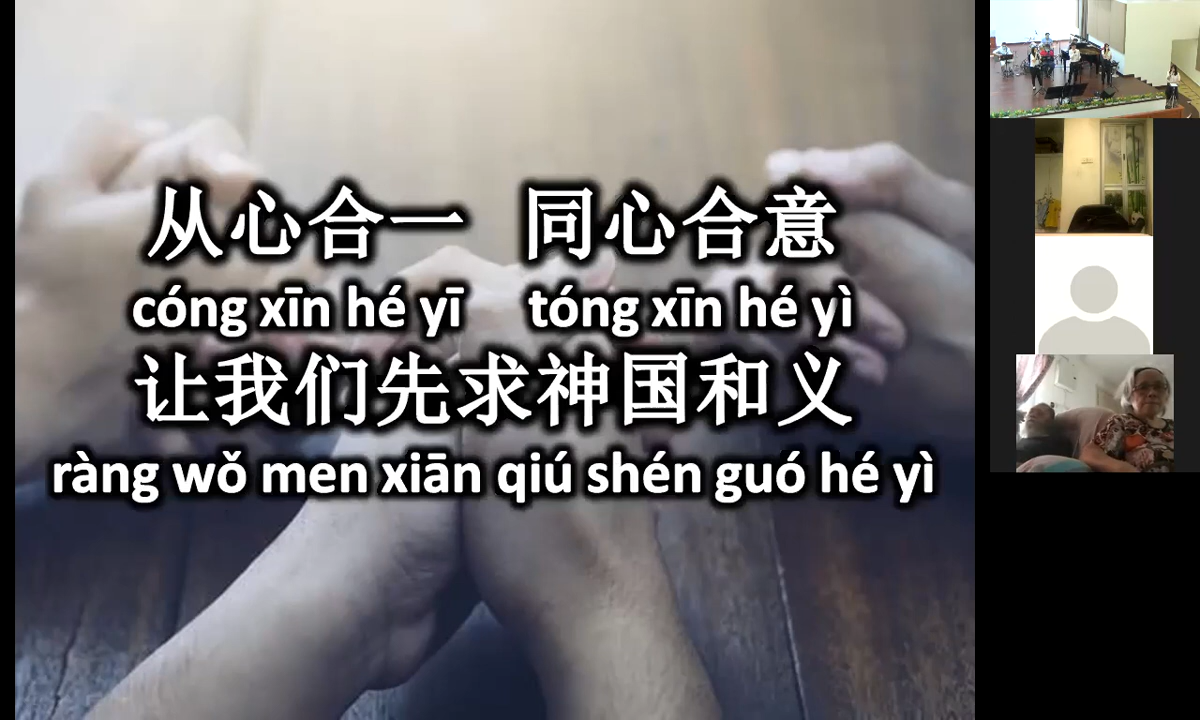 从心合一 同心合意
cóng xīn hé yī tóng xīn hé yì
让我们先求神国和义
ràng wǒ men xiān qiú shén guó hé yì